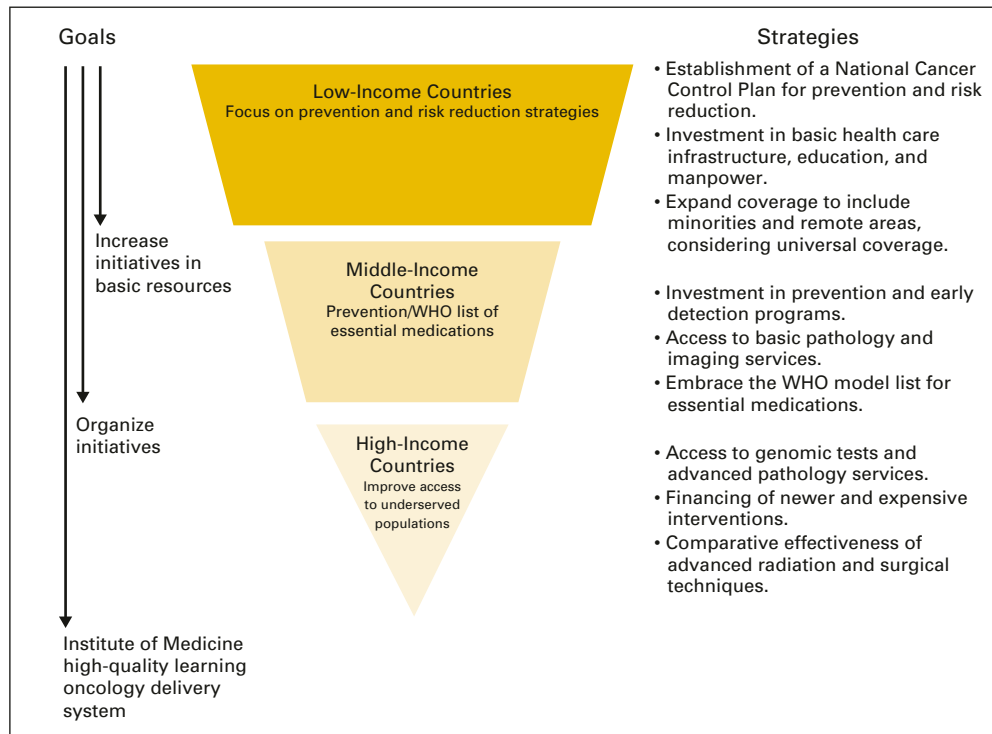 Goals
Strategies
Low-Income Countries
Focus on prevention and risk reduction strategies
• Establishment of a National Cancer
Control Plan for prevention and risk
reduction.
• Investment in basic health care
infrastructure, education, and
manpower.
• Expand coverage to include
minorities and remote areas,
considering universal coverage.
Increase
initiatives in
basic resources
Middle-Income
Countries
Prevention/WHO list of
essential medications
• Investment in prevention and early
detection programs.
• Access to basic pathology and
imaging services.
• Embrace the WHO model list for
essential medications.
Organize
initiatives
High-Income
Countries
Improve access
to underserved
populations
• Access to genomic tests and
advanced pathology services.
• Financing of newer and expensive
interventions.
• Comparative effectiveness of
advanced radiation and surgical
techniques.
Institute of Medicine
high-quality learning
oncology delivery
system